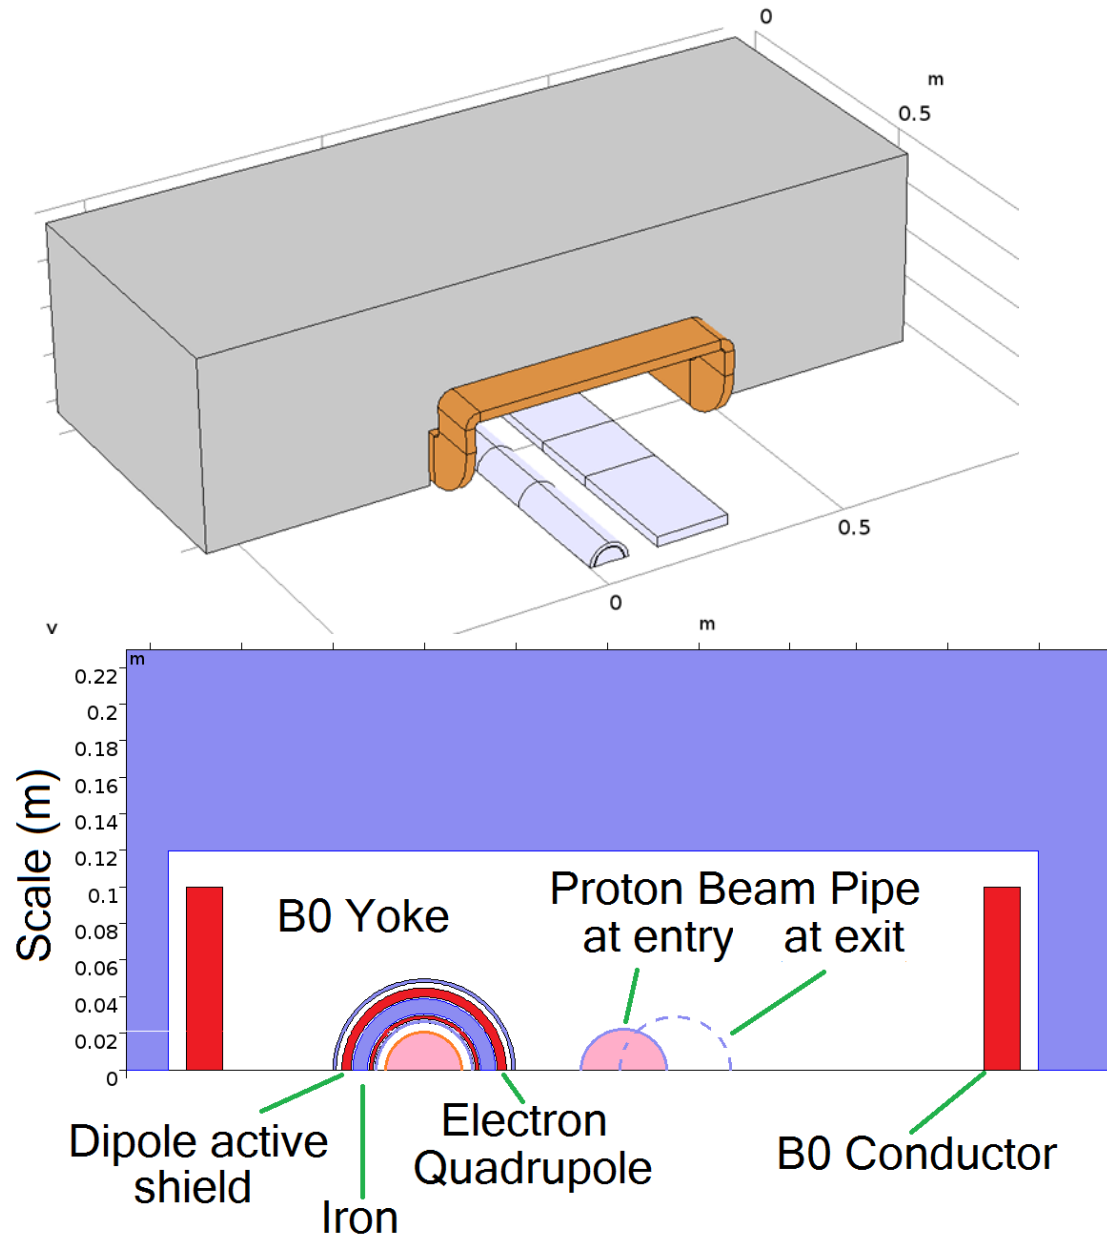 0
m
0.5
0.5
0
m
v
m
0.22
0.2
0.18
0.16
0.14
0.12
0.1
0.08
0.06
0.04
0.02
0
Scale (m)
B0 Yoke
Proton Beam Pipe
at entry
at exit
Dipole active
shield
Iron
Electron
Quadrupole
B0 Conductor